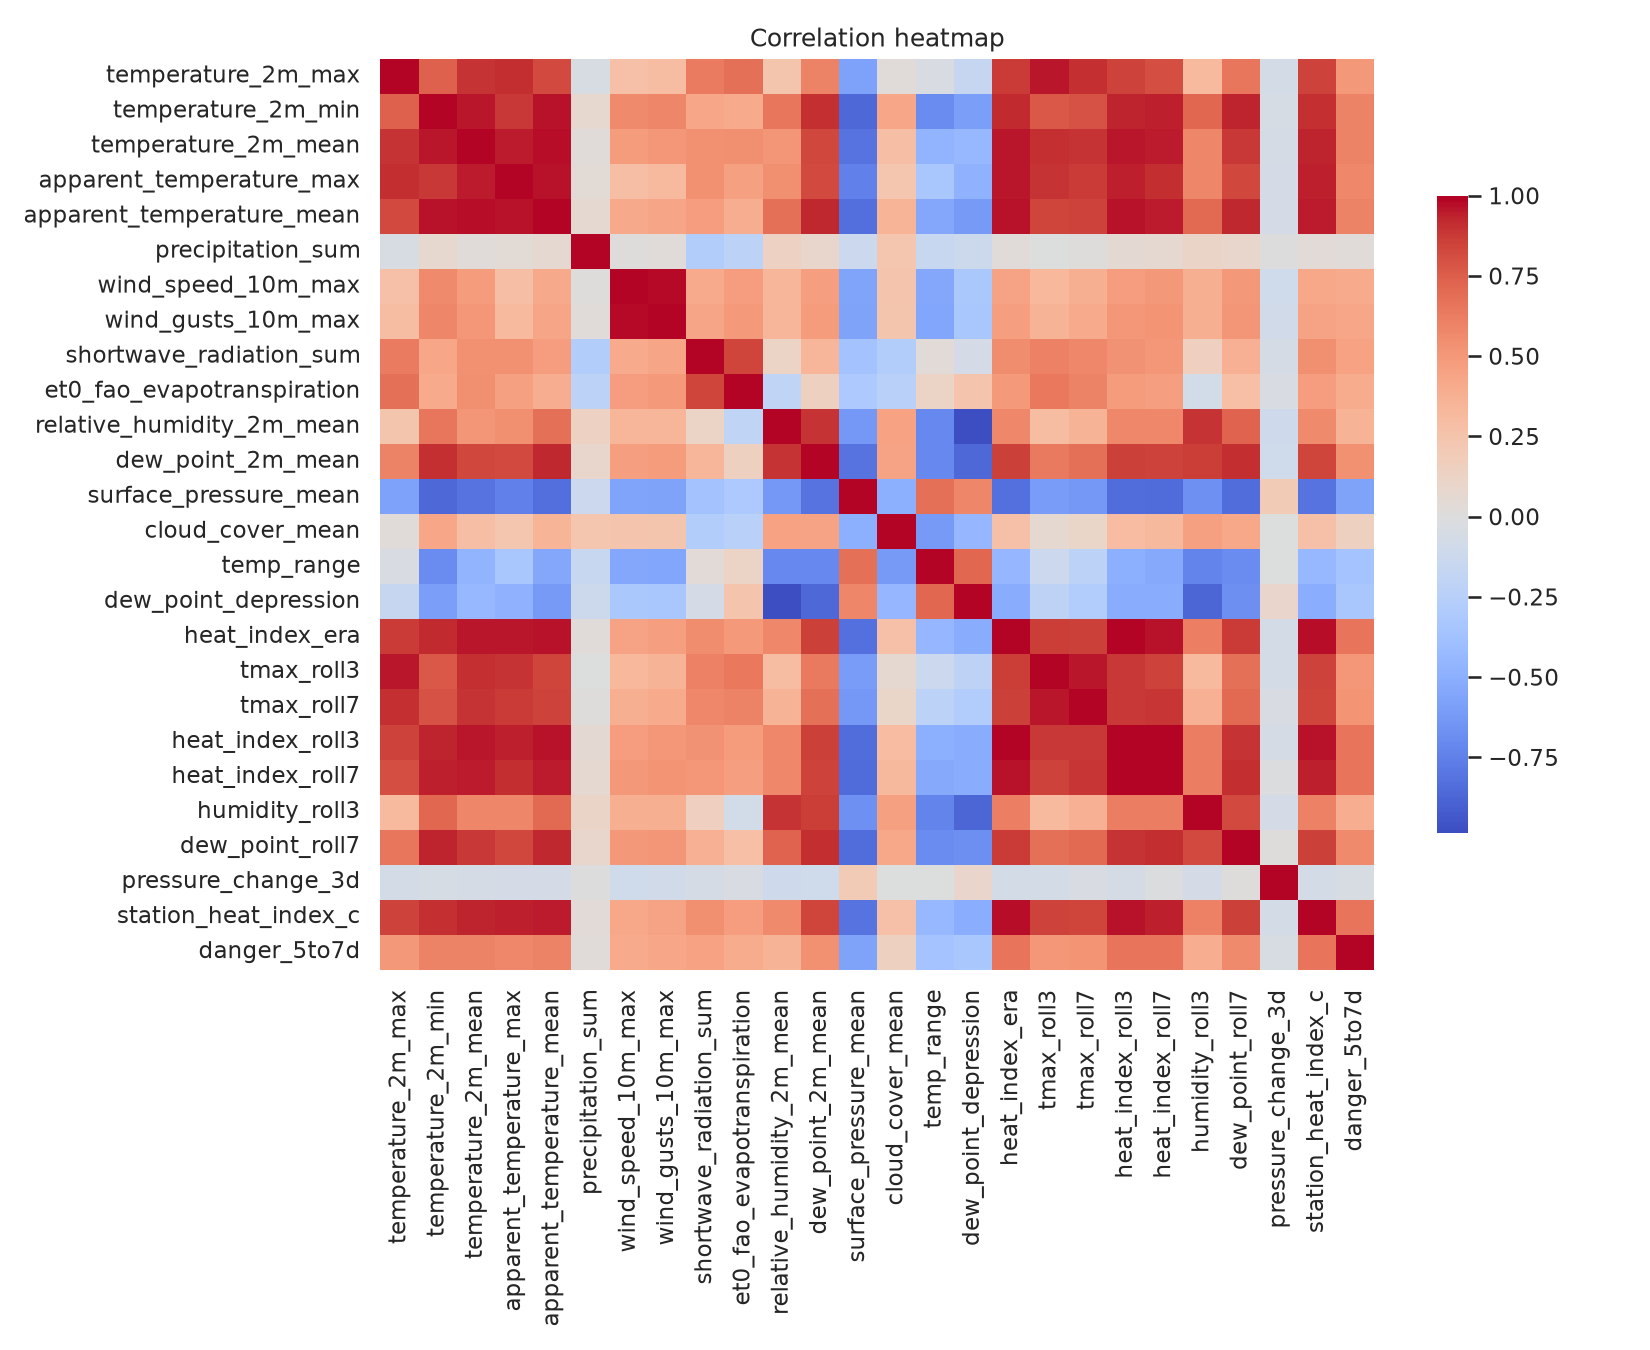 Correlation heatmap
temperature_2m_max
temperature_2m_min
temperature_2m_mean
apparent_temperature_max
apparent_temperature_mean
precipitation_sum
wind_speed_10m_max
wind_gusts_10m_max
shortwave_radiation_sum
et0_fao_evapotranspiration
relative_humidity_2m_mean
dew_point_2m_mean
surface_pressure_mean
cloud_cover_mean
temp_range
dew_point_depression
heat_index_era
tmax_roll3
tmax_roll7
heat_index_roll3
heat_index_roll7
humidity_roll3
dew_point_roll7
pressure_change_3d
station_heat_index_c
danger_5to7d
temperature_2m_max
temperature_2m_min
temperature_2m_mean
apparent_temperature_max
apparent_temperature_mean
precipitation_sum
wind_speed_10m_max
wind_gusts_10m_max
shortwave_radiation_sum
et0_fao_evapotranspiration
relative_humidity_2m_mean
dew_point_2m_mean
surface_pressure_mean
cloud_cover_mean
temp_range
dew_point_depression
heat_index_era
tmax_roll3
tmax_roll7
heat_index_roll3
heat_index_roll7
humidity_roll3
dew_point_roll7
pressure_change_3d
station_heat_index_c
danger_5to7d
1.00
0.75
0.50
0.25
0.00
−0.25
−0.50
−0.75